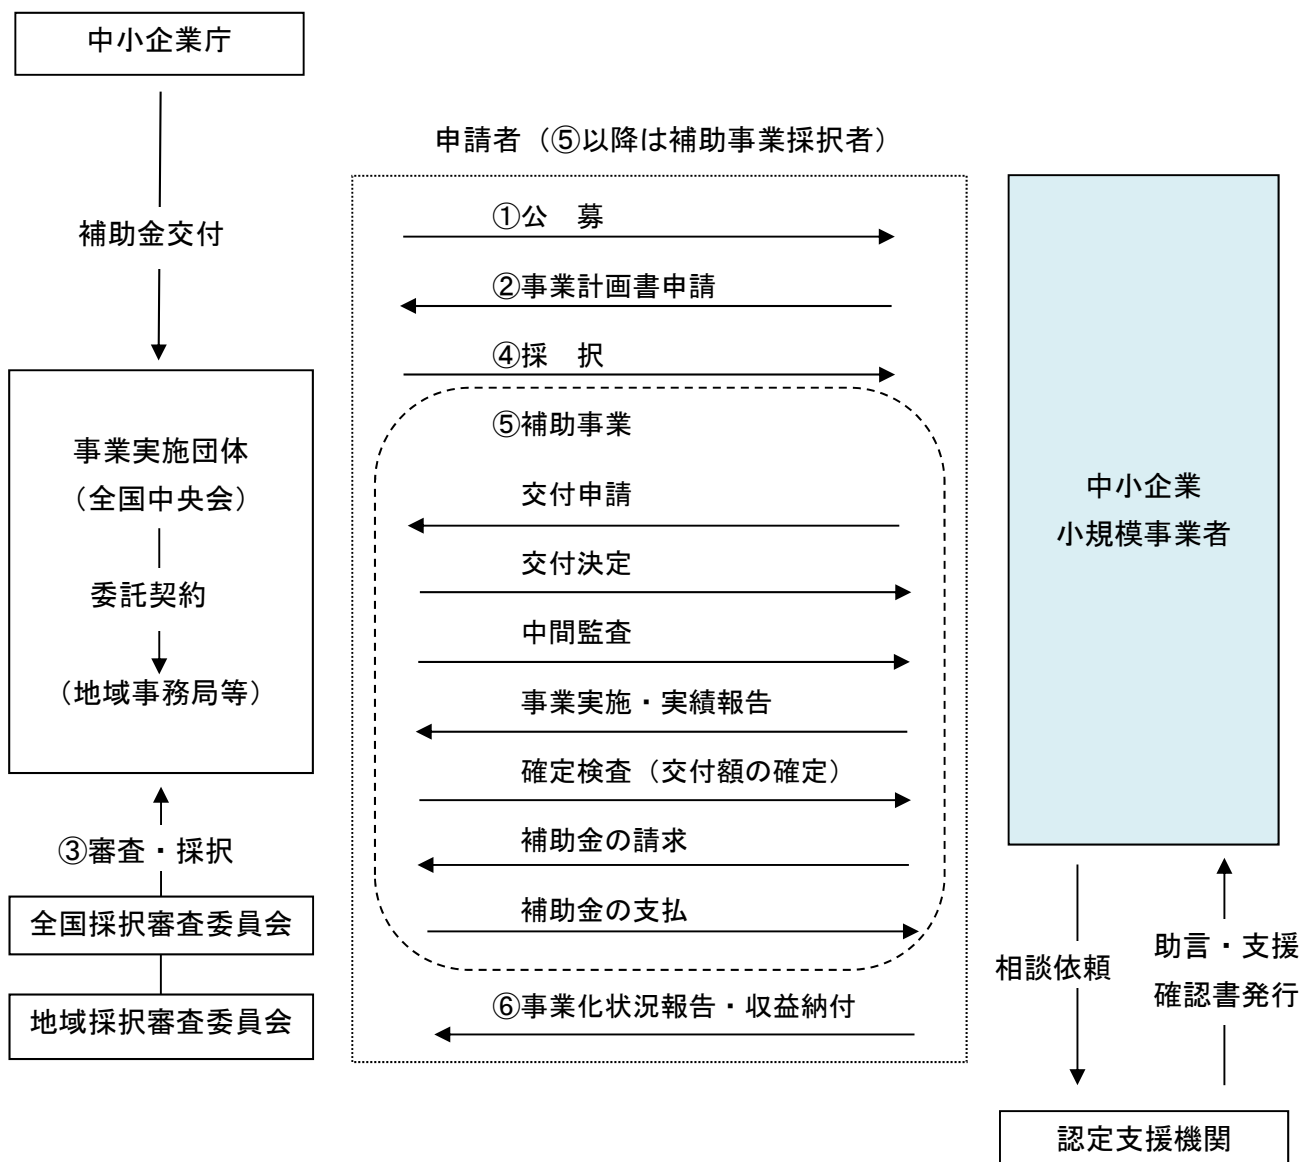 中小企業庁
補助金交付
事業実施団体
（全国中央会）
委託契約
（地域事務局等）
③審査・採択
全国採択審査委員会
地域採択審査委員会
申請者（⑤以降は補助事業採択者）
①公　募
②事業計画書申請
④採　択
⑤補助事業
交付申請
交付決定
中間監査
事業実施・実績報告
確定検査（交付額の確定）
補助金の請求
補助金の支払
⑥事業化状況報告・収益納付
中小企業
小規模事業者
相談依頼
助言・支援
確認書発行
認定支援機関